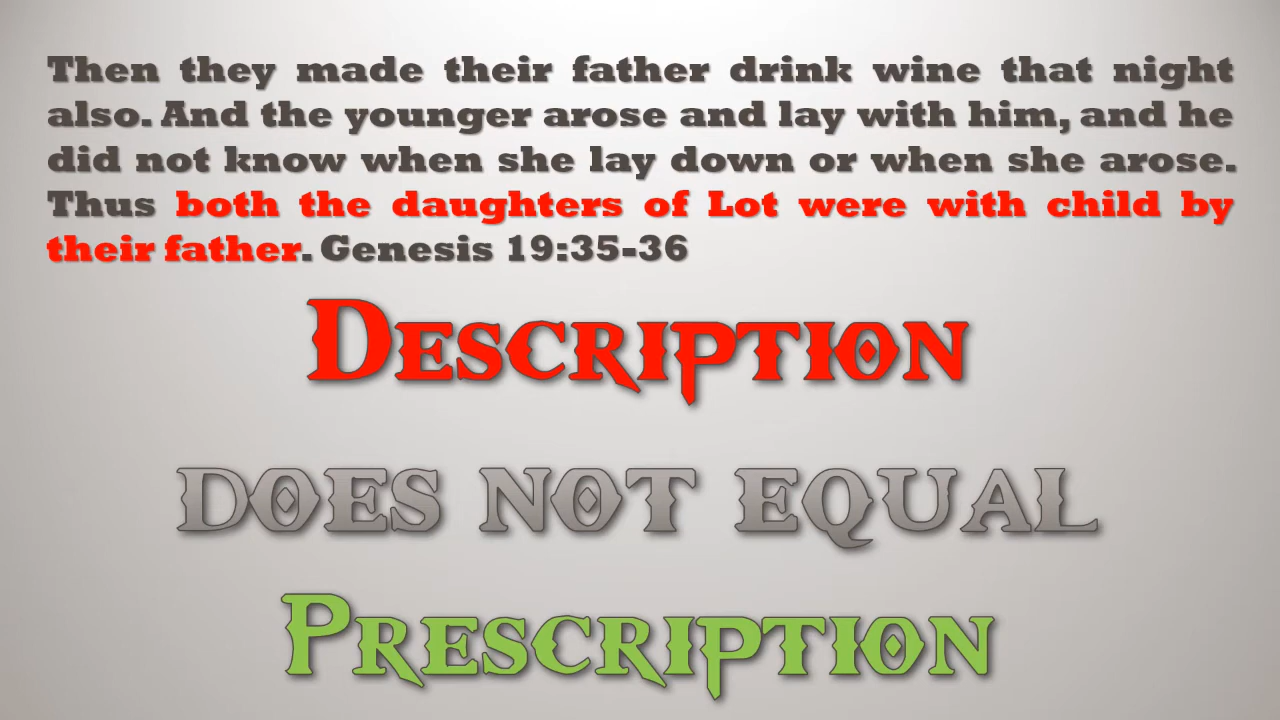 Then they made their father drink wine that night
also. And the younger arose and lay with him, and he
did not know when she lay down or when she arose.
Thus both the daughters of Lot were with child by
their father. Genesis 19:35-36
Description
does not equal
Prescription